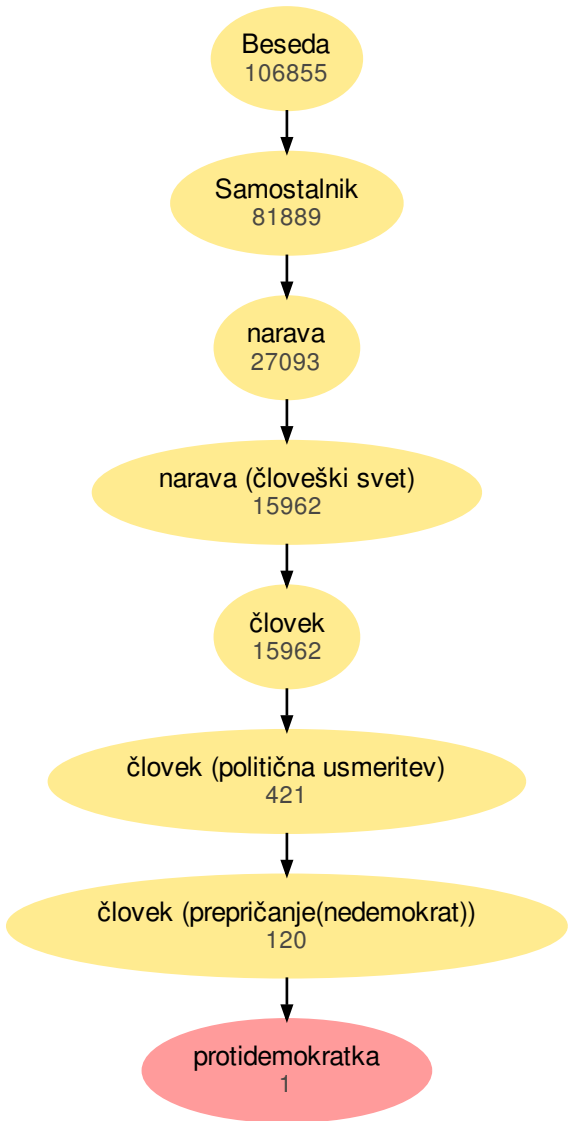 Beseda
106855
Samostalnik
81889
narava
27093
narava (človeški svet)
15962
človek
15962
človek (politična usmeritev)
421
človek (prepričanje(nedemokrat))
120
protidemokratka
1